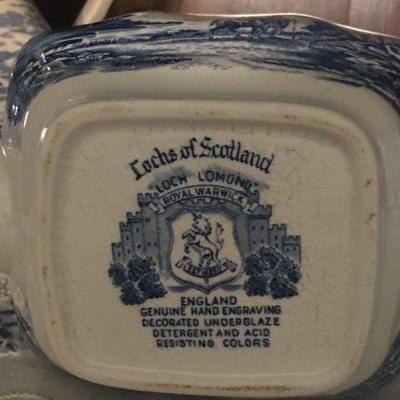 Lochs of Scotland
"LOCH LOMOND"
ROYAL WARWICK
ENGLAND
GENUINE HAND ENGRAVING
DECORATED UNDERGLAZE
DETERGENT AND ACID
RESISTING COLORS